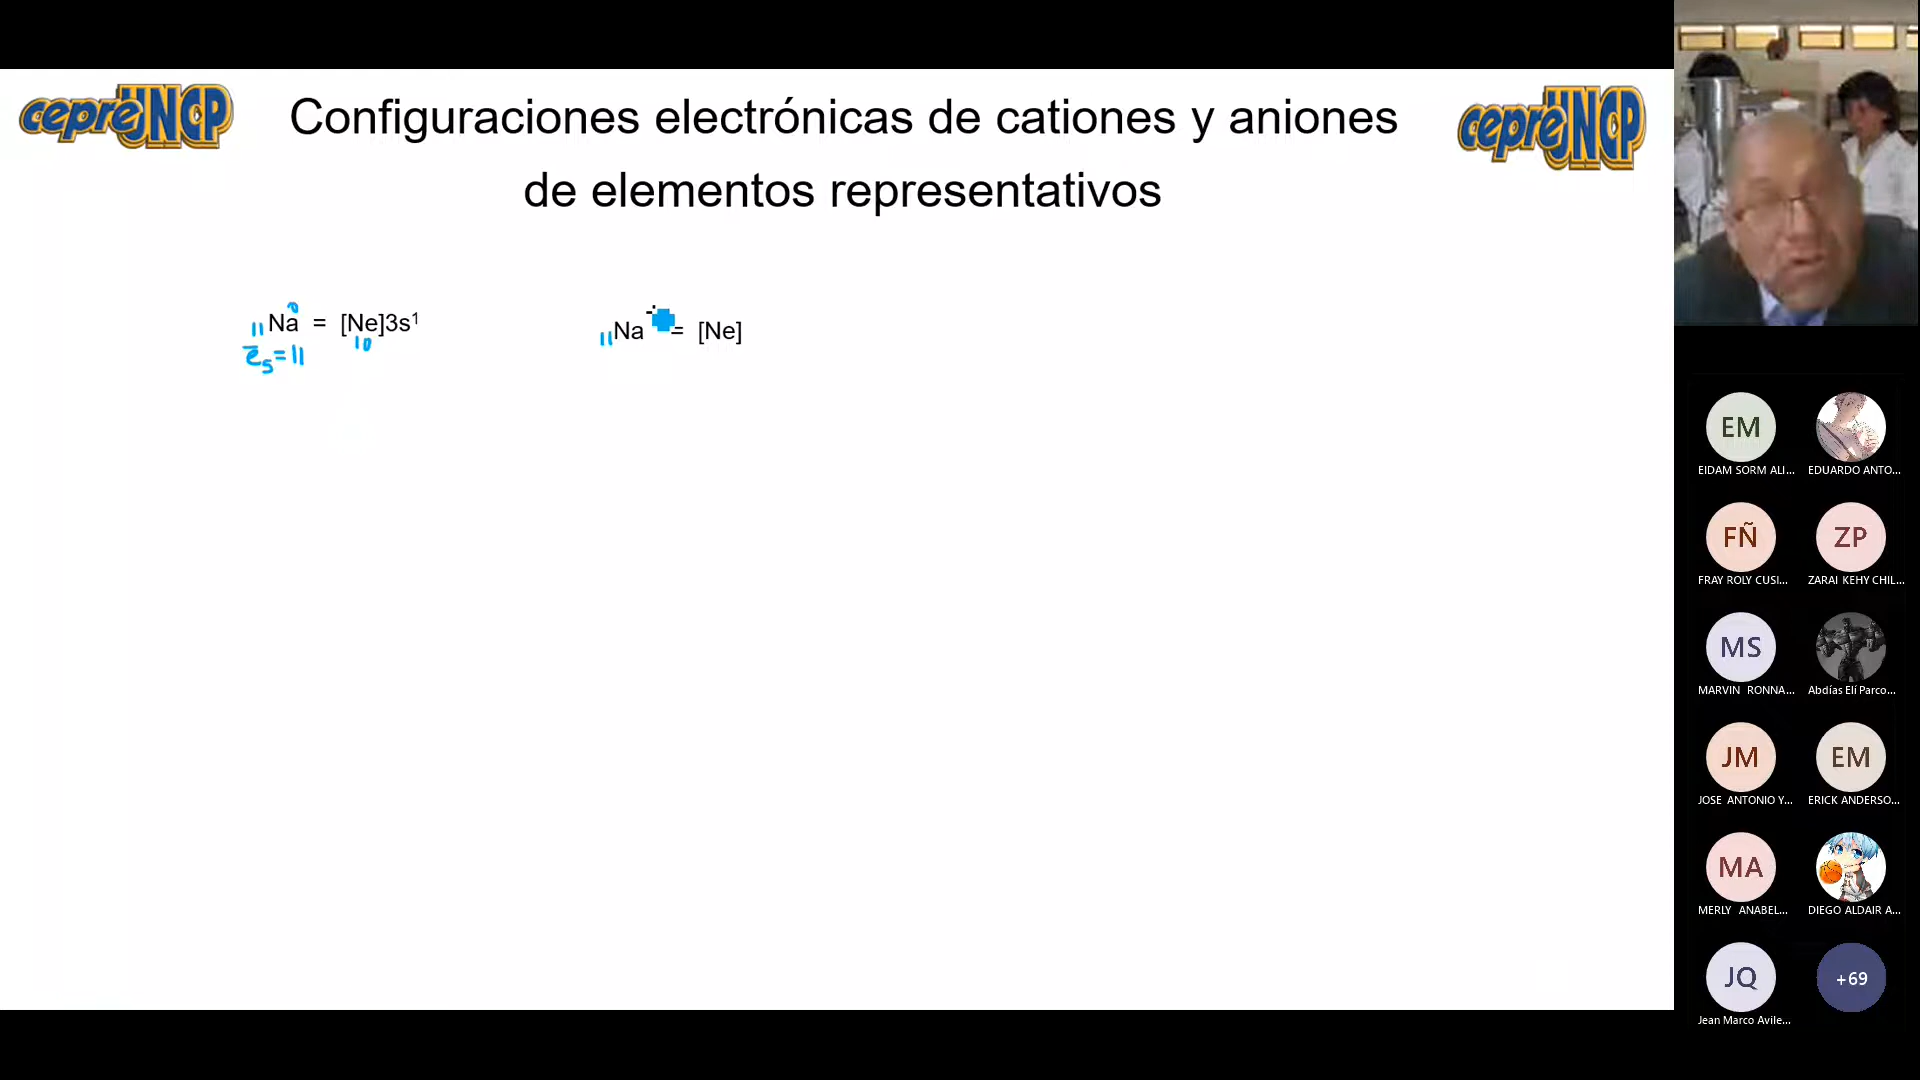 cepreUNCP
Configuraciones electrónicas de cationes y aniones
de elementos representativos
cepreUNCP
11Na⁰ = [Ne]3s¹
10
e̅s=11
11Na⁺ = [Ne]
EM
EIDAM SORM ALI...
EDUARDO ANTO...
FÑ
FRAY ROLY CUSI...
ZP
ZARAI KEHY CHIL...
MS
MARVIN RONNA...
Abdías Elí Parco...
JM
JOSE ANTONIO Y...
EM
ERICK ANDERSO...
MA
MERLY ANABEL...
DIEGO ALDAIR A...
JQ
Jean Marco Avile...
+69